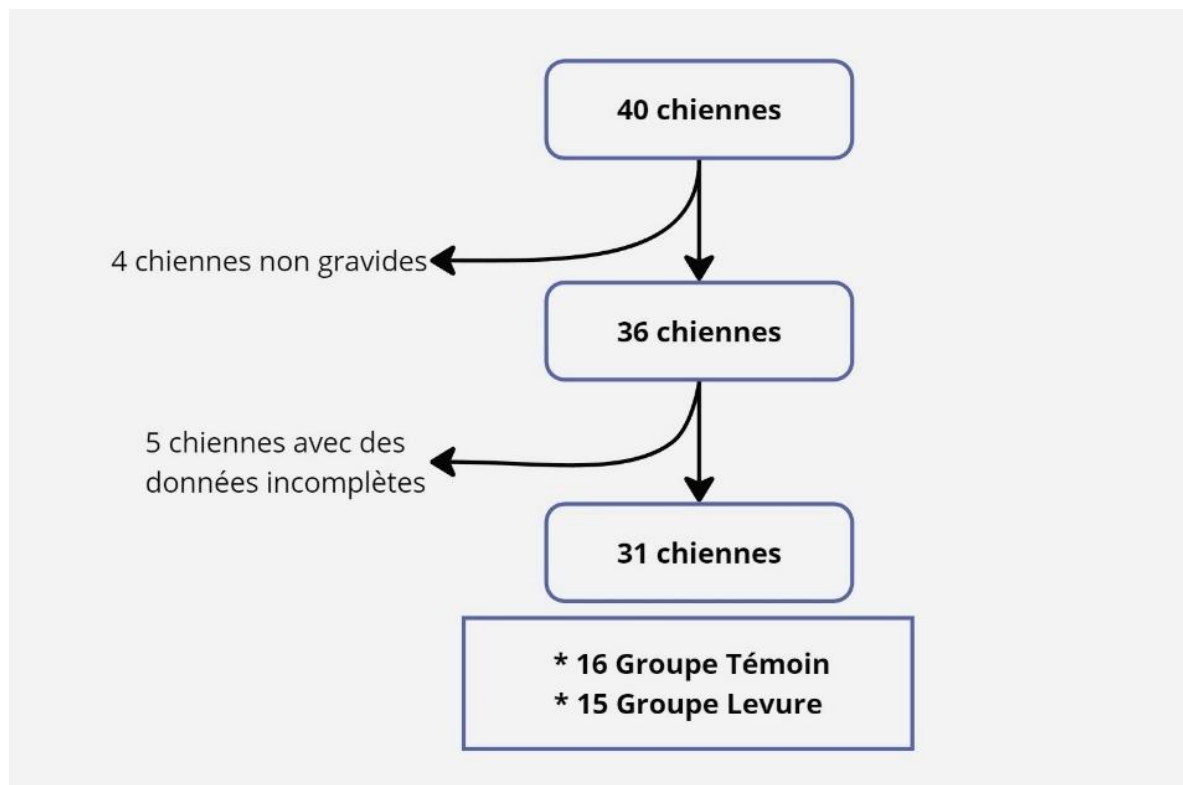 40 chiennes
4 chiennes non gravides
36 chiennes
5 chiennes avec des
données incomplètes
31 chiennes
* 16 Groupe Témoin
* 15 Groupe Levure